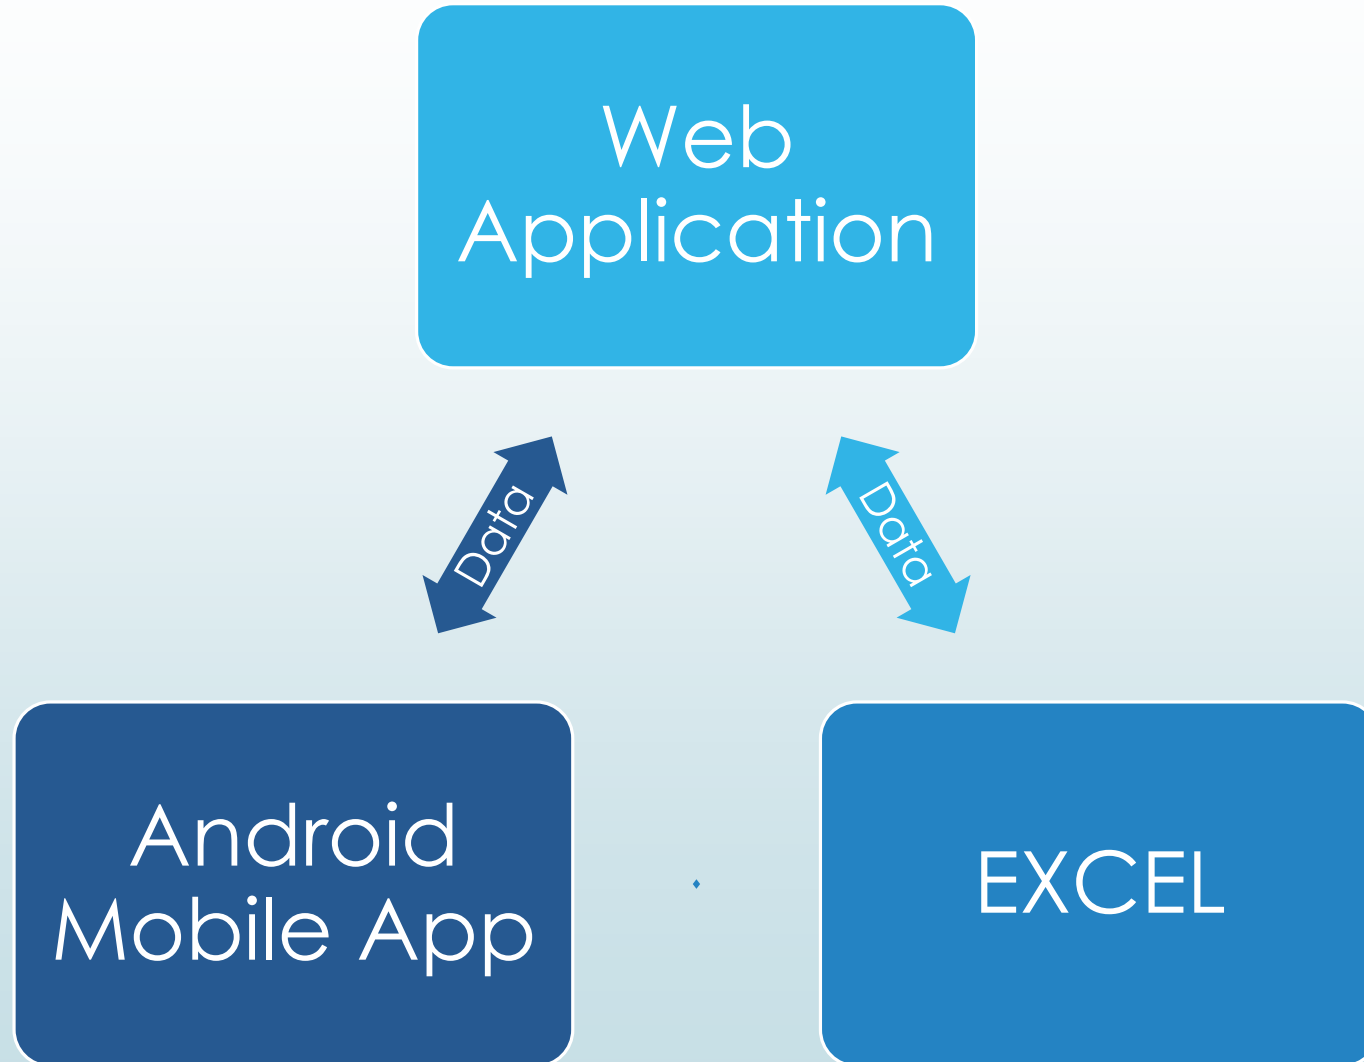 Web
Application
Data
Data
Android
Mobile App
EXCEL